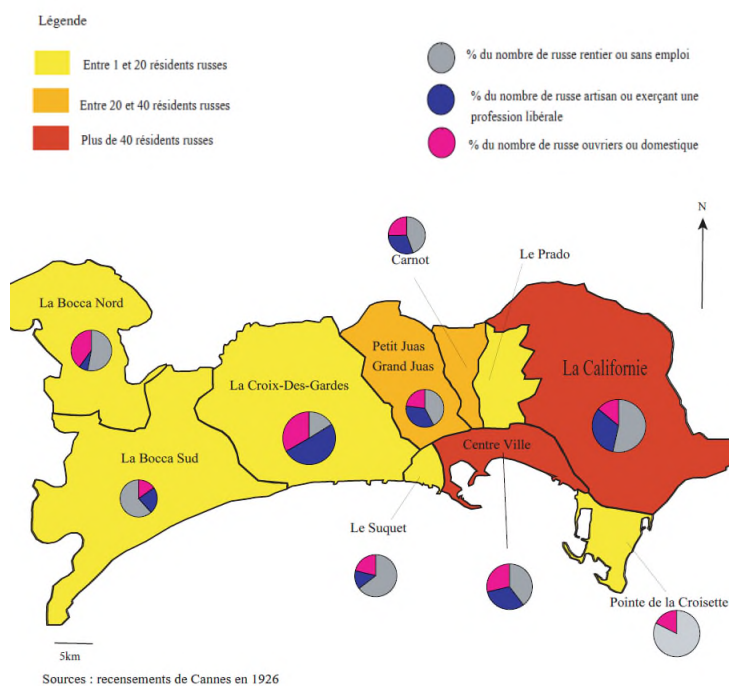 Légende
Entre 1 et 20 résidents russes
Entre 20 et 40 résidents russes
Plus de 40 résidents russes
% du nombre de russe rentier ou sans emploi
% du nombre de russe artisan ou exerçant une
profession libérale
% du nombre de russe ouvriers ou domestique
N
Carnot
Le Prado
La Bocca Nord
Petit Juas
Grand Juas
La Californie
La Croix-Des-Gardes
Centre Ville
La Bocca Sud
Le Suquet
Pointe de la Croisette
5km
Sources : recensements de Cannes en 1926